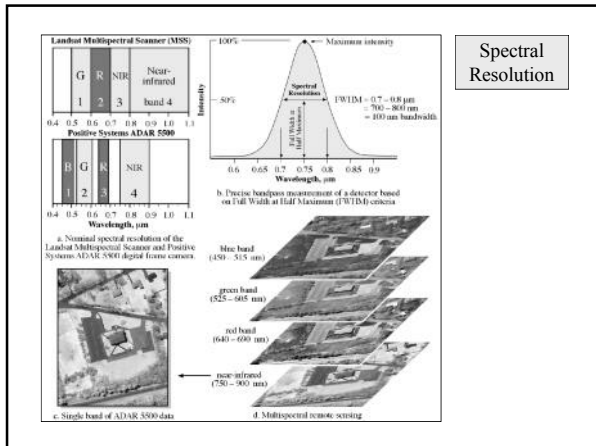 Spectral
Resolution
Landsat Multispectral Scanner (MSS)
G R NIR Near-
infrared
1 2 3 band 4
0.4 0.5 0.6 0.7 0.8 0.9 1.0 1.1
Positive Systems ADAR 5500
B G R NIR
1 2 3 4
0.4 0.5 0.6 0.7 0.8 0.9 1.0 1.1
Wavelength, μm
a. Nominal spectral resolution of the
Landsat Multispectral Scanner and Positive
Systems ADAR 5500 digital frame camera.
100%
Maximum intensity
Intensity
50%
Spectral
Resolution
Full Width at
Half Maximum
FWHM = 0.7 – 0.8 μm
= 700 – 800 nm
= 100 nm bandwidth
0.6 0.65 0.7 0.75 0.8 0.85 0.9
Wavelength, μm
b. Precise bandpass measurement of a detector based
on Full Width at Half Maximum (FWHM) criteria
blue band
(450 – 515 nm)
green band
(525 – 605 nm)
red band
(640 – 690 nm)
near-infrared
(750 – 900 nm)
c. Single band of ADAR 5500 data
d. Multispectral remote sensing